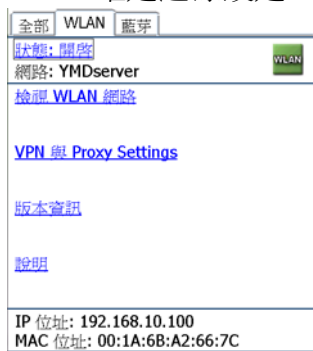 全部 WLAN 藍芽
狀態: 開啓
WLAN
網路: YMDserver
檢視 WLAN 網路
VPN 與 Proxy Settings
版本資訊
說明
IP 位址: 192.168.10.100
MAC 位址: 00:1A:6B:A2:66:7C